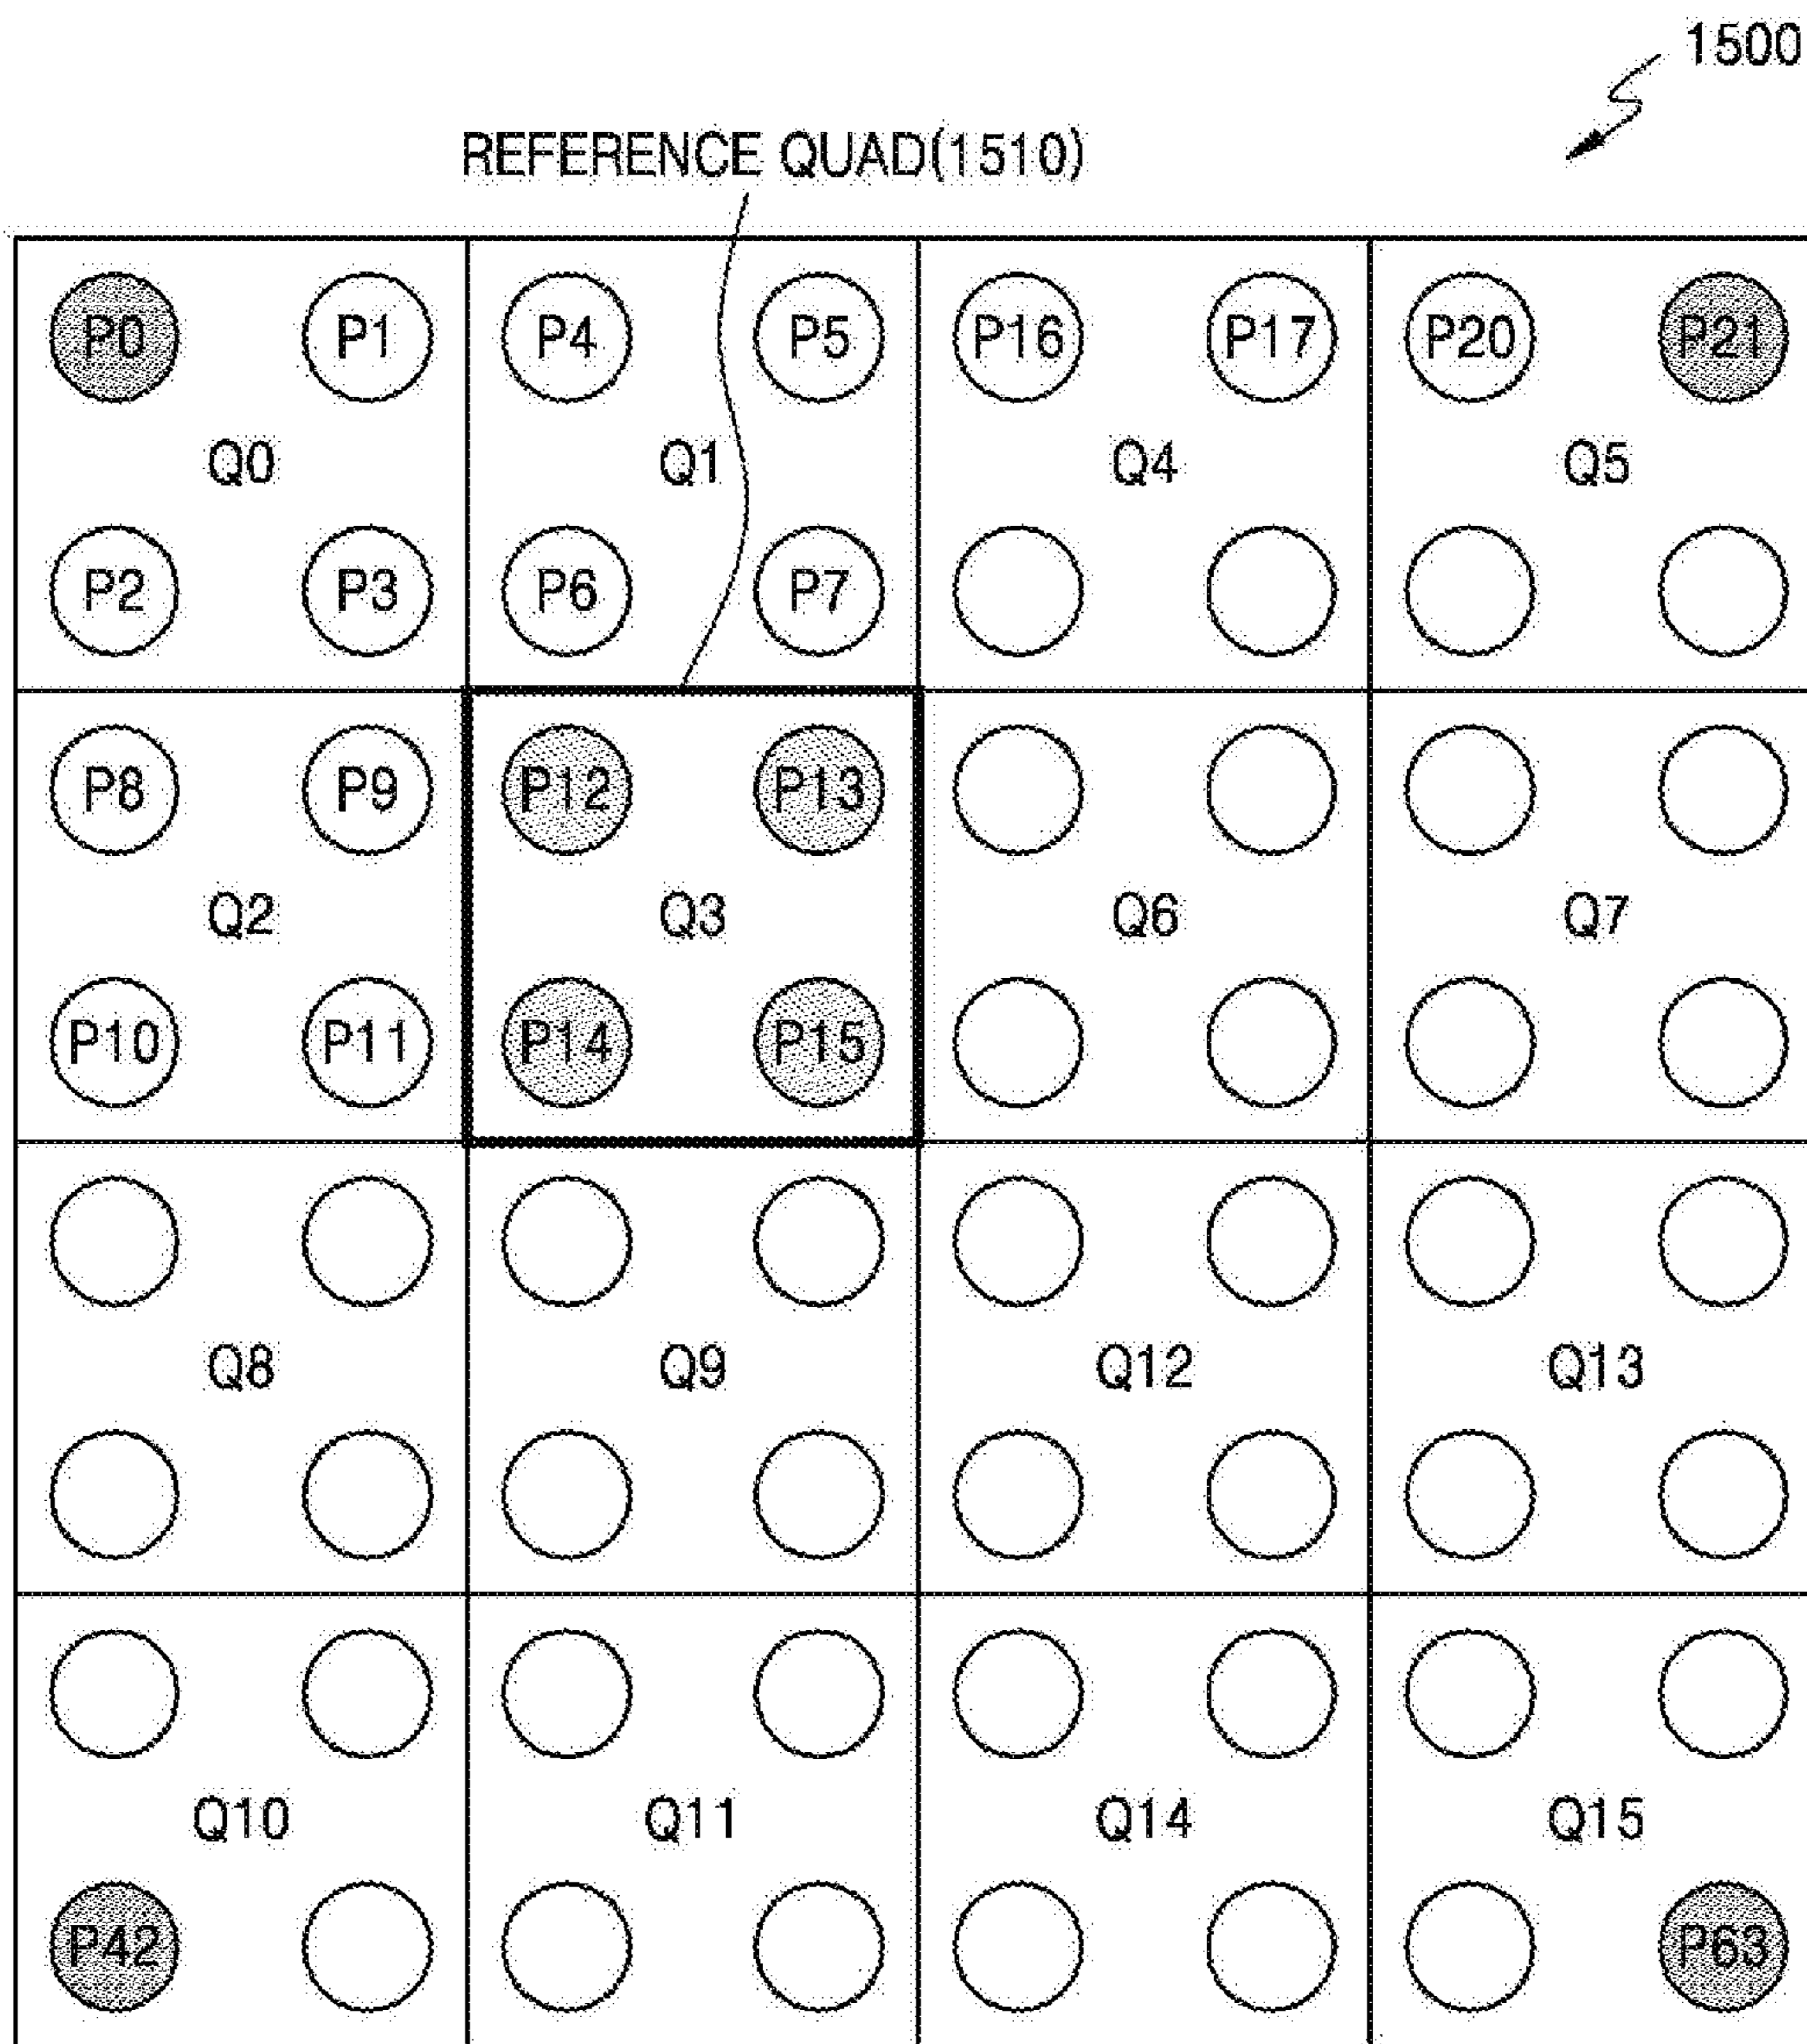 1500
REFERENCE QUAD(1510)
P0 P1 P4 P5 P16 P17 P20 P21
Q0 Q1 Q4 Q5
P2 P3 P6 P7
P8 P9 P12 P13
Q2 Q3 Q6 Q7
P10 P11 P14 P15
Q8 Q9 Q12 Q13
Q10 Q11 Q14 Q15
P42 P63